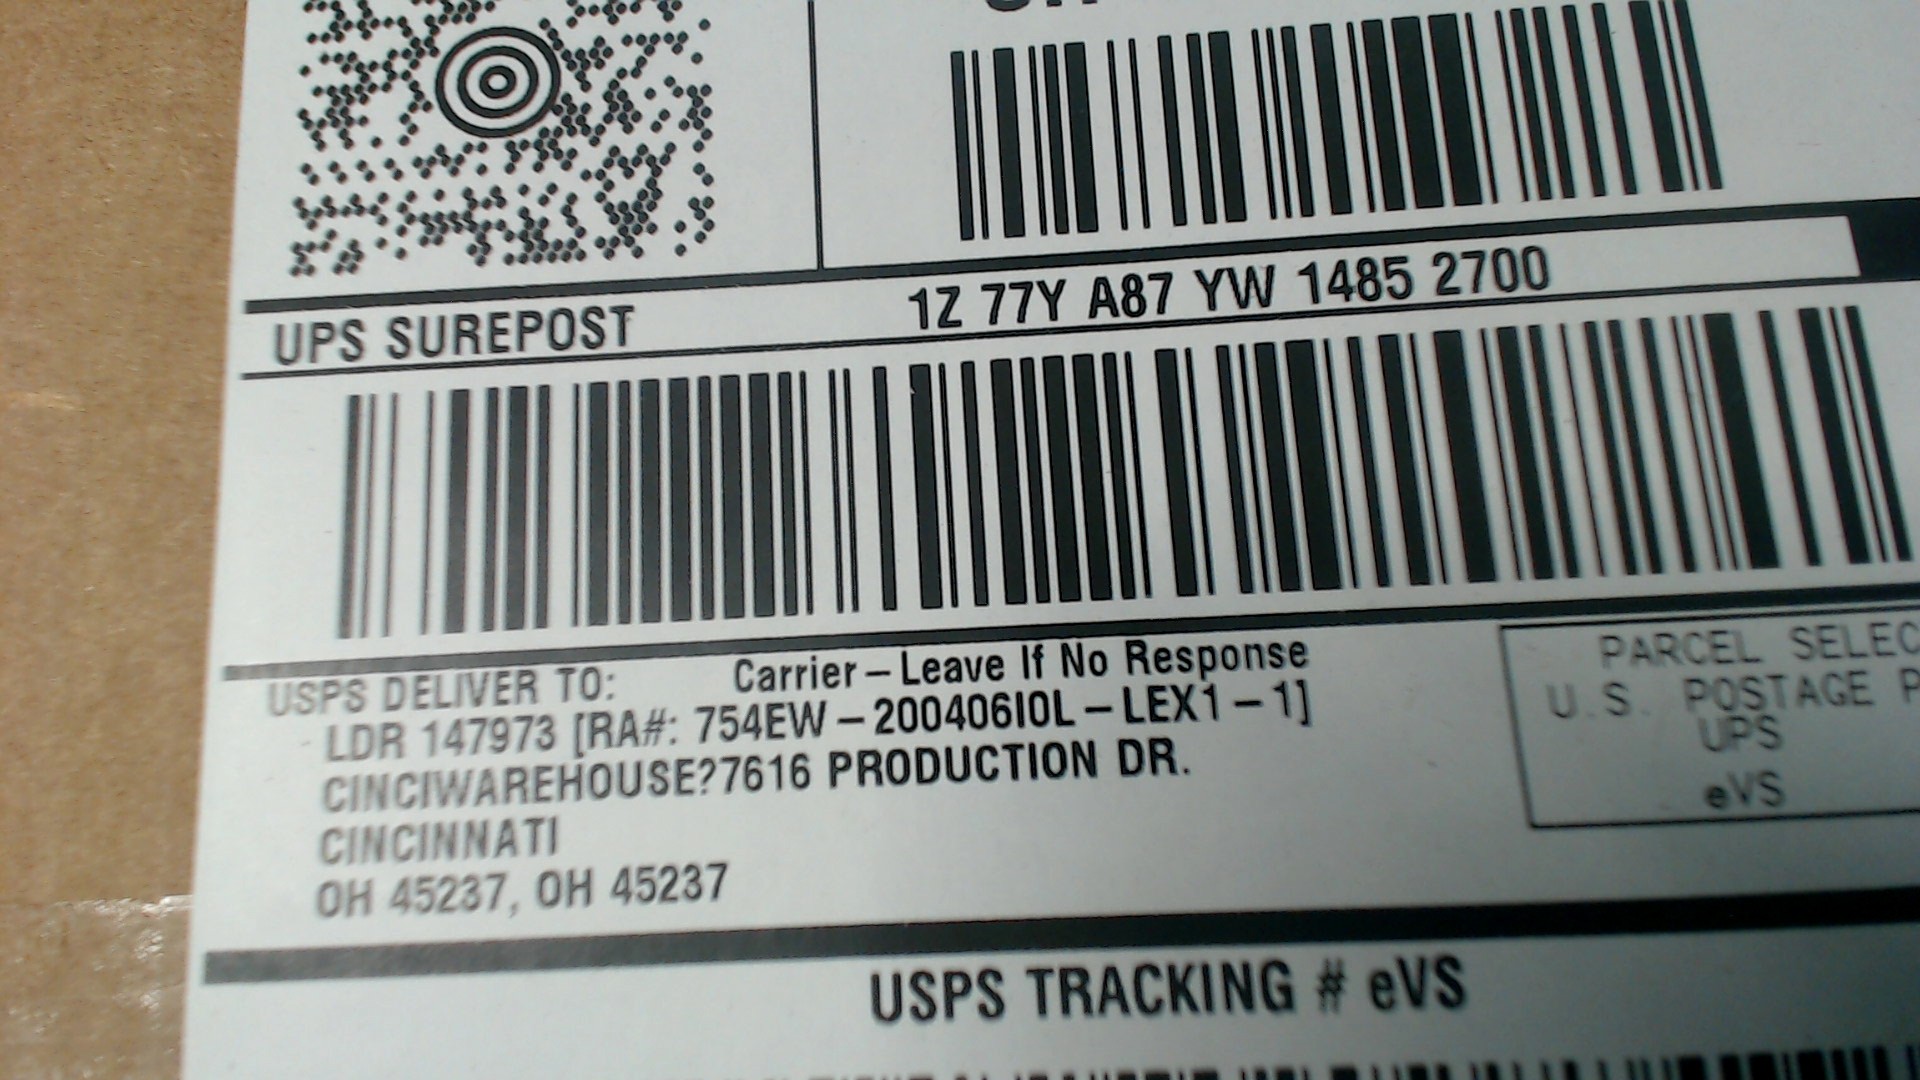 UPS SUREPOST
1Z 77Y A87 YW 1485 2700
USPS DELIVER TO:
Carrier – Leave If No Response
LDR 147973 [RA#: 754EW – 200406I0L – LEX1 – 1]
CINCIWAREHOUSE?7616 PRODUCTION DR.
CINCINNATI
OH 45237, OH 45237
PARCEL SELEC
U.S. POSTAGE P
UPS
eVS
USPS TRACKING # eVS